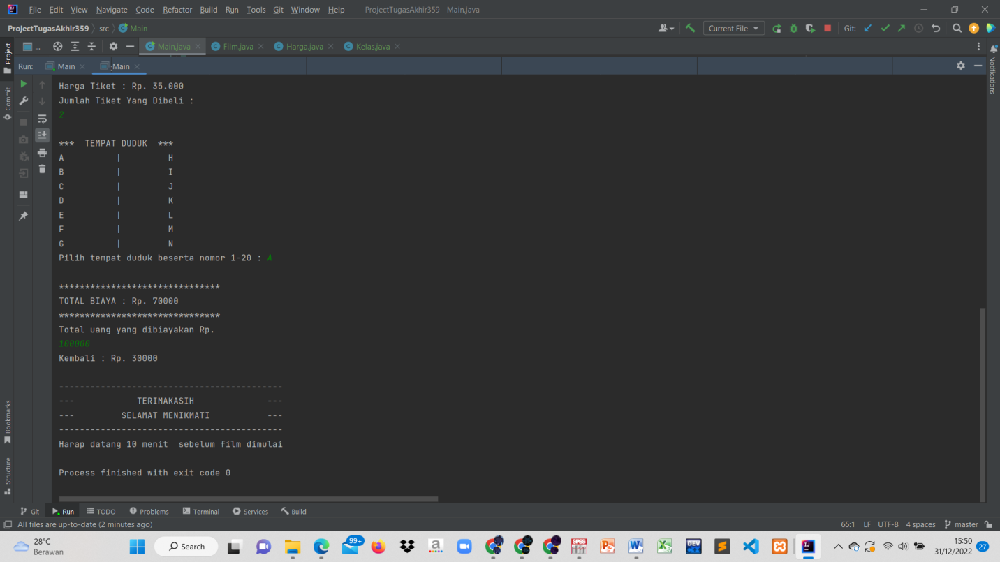 File Edit View Navigate Code Refactor Build Run Tools Git Window Help ProjectTugasAkhir359 - Main.java
ProjectTugasAkhir359 src Main Current File Git:
Project ... Main.java Film.java Harga.java Kelas.java
Run: Main Main
Notifications
Commit
Harga Tiket : Rp. 35.000
Jumlah Tiket Yang Dibeli :
2
*** TEMPAT DUDUK ***
A | H
B | I
C | J
D | K
E | L
F | M
G | N
Pilih tempat duduk beserta nomor 1-20 : A
*******************************
TOTAL BIAYA : Rp. 70000
*******************************
Total uang yang dibiayakan Rp.
100000
Kembali : Rp. 30000
-------------------------------------------
--- TERIMAKASIH ---
--- SELAMAT MENIKMATI ---
-------------------------------------------
Harap datang 10 menit  sebelum film dimulai
Process finished with exit code 0
Bookmarks
Structure
Git Run TODO Problems Terminal Services Build
All files are up-to-date (2 minutes ago) 65:1 LF UTF-8 4 spaces master
28°C
Berawan
Search
99+
a
SPSS
P
W
X
DEV
IJ
15:50
31/12/2022
27